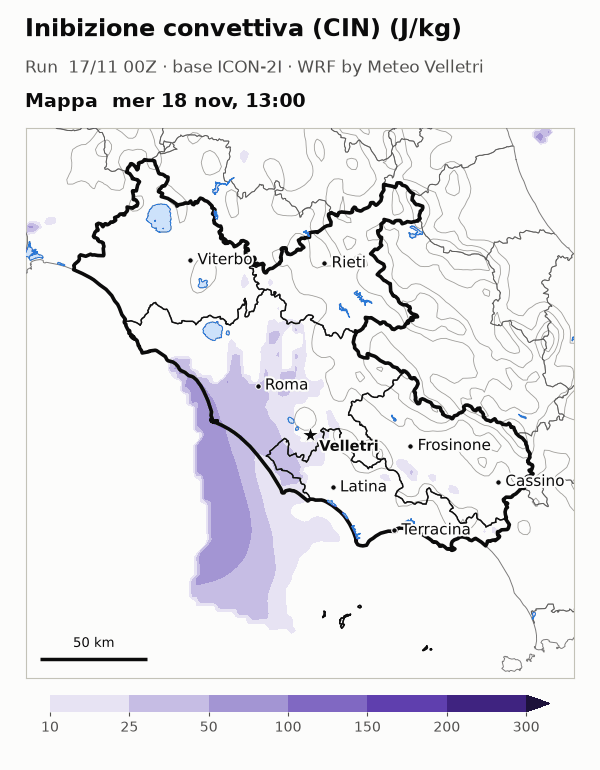 Inibizione convettiva (CIN) (J/kg)
Run 17/11 00Z · base ICON-2I · WRF by Meteo Velletri
Mappa mer 18 nov, 13:00
Viterbo
Rieti
Roma
Velletri
Frosinone
Latina
Cassino
Terracina
50 km
10 25 50 100 150 200 300